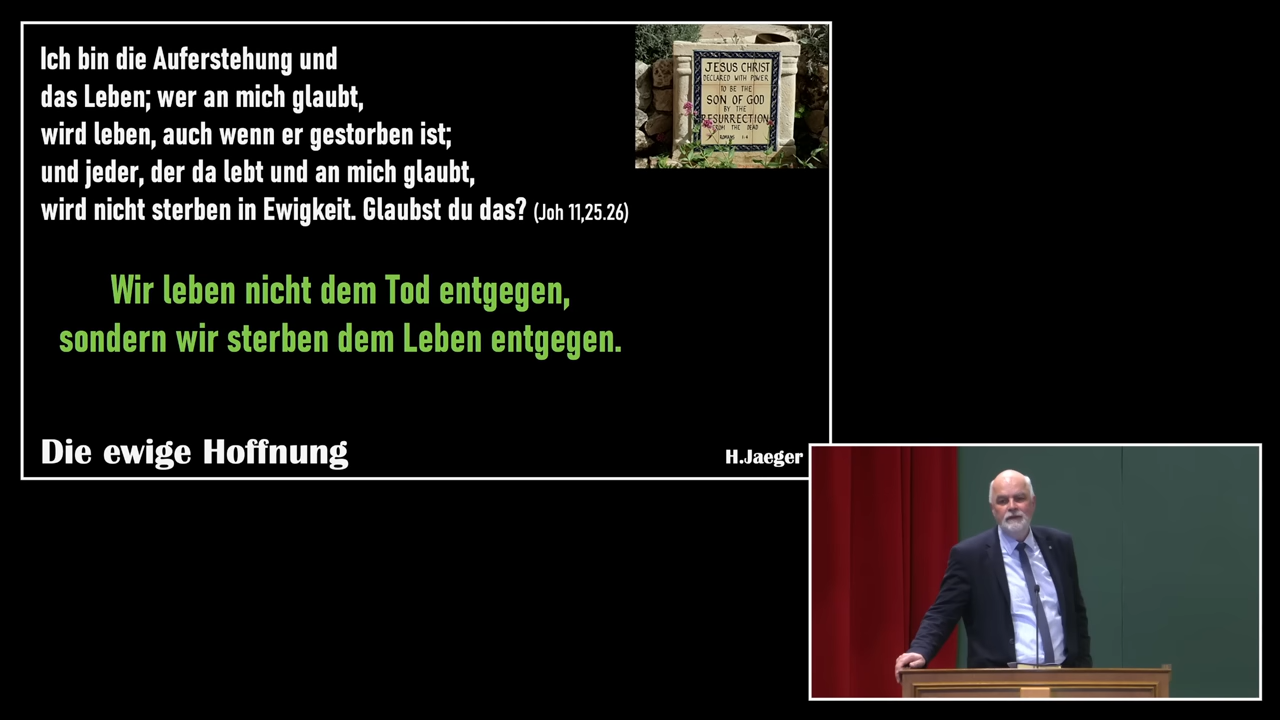 Ich bin die Auferstehung und
das Leben; wer an mich glaubt,
wird leben, auch wenn er gestorben ist;
und jeder, der da lebt und an mich glaubt,
wird nicht sterben in Ewigkeit. Glaubst du das? (Joh 11,25.26)
JESUS CHRIST
DECLARED WITH POWER
TO BE THE
SON OF GOD
BY THE
RESURRECTION
FROM THE DEAD
ROMANS 1:4
Wir leben nicht dem Tod entgegen,
sondern wir sterben dem Leben entgegen.
Die ewige Hoffnung
H.Jaeger